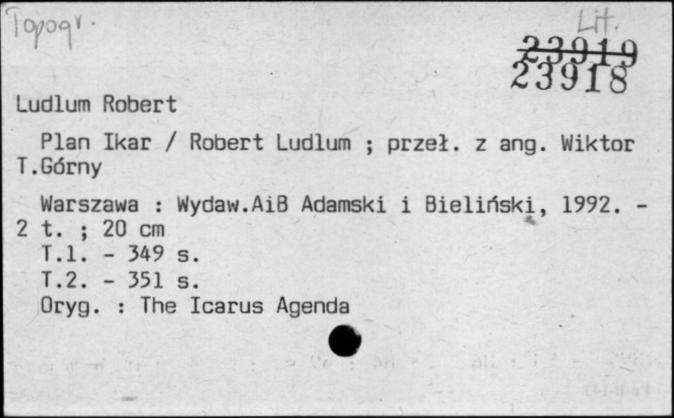 Topogr.
Lit.
23919
23918
Ludlum Robert
Plan Ikar / Robert Ludlum ; przeł. z ang. Wiktor
T.Górny
Warszawa : Wydaw.AiB Adamski i Bieliński, 1992. -
2 t. ; 20 cm
T.1. - 349 s.
T.2. - 351 s.
Oryg. : The Icarus Agenda